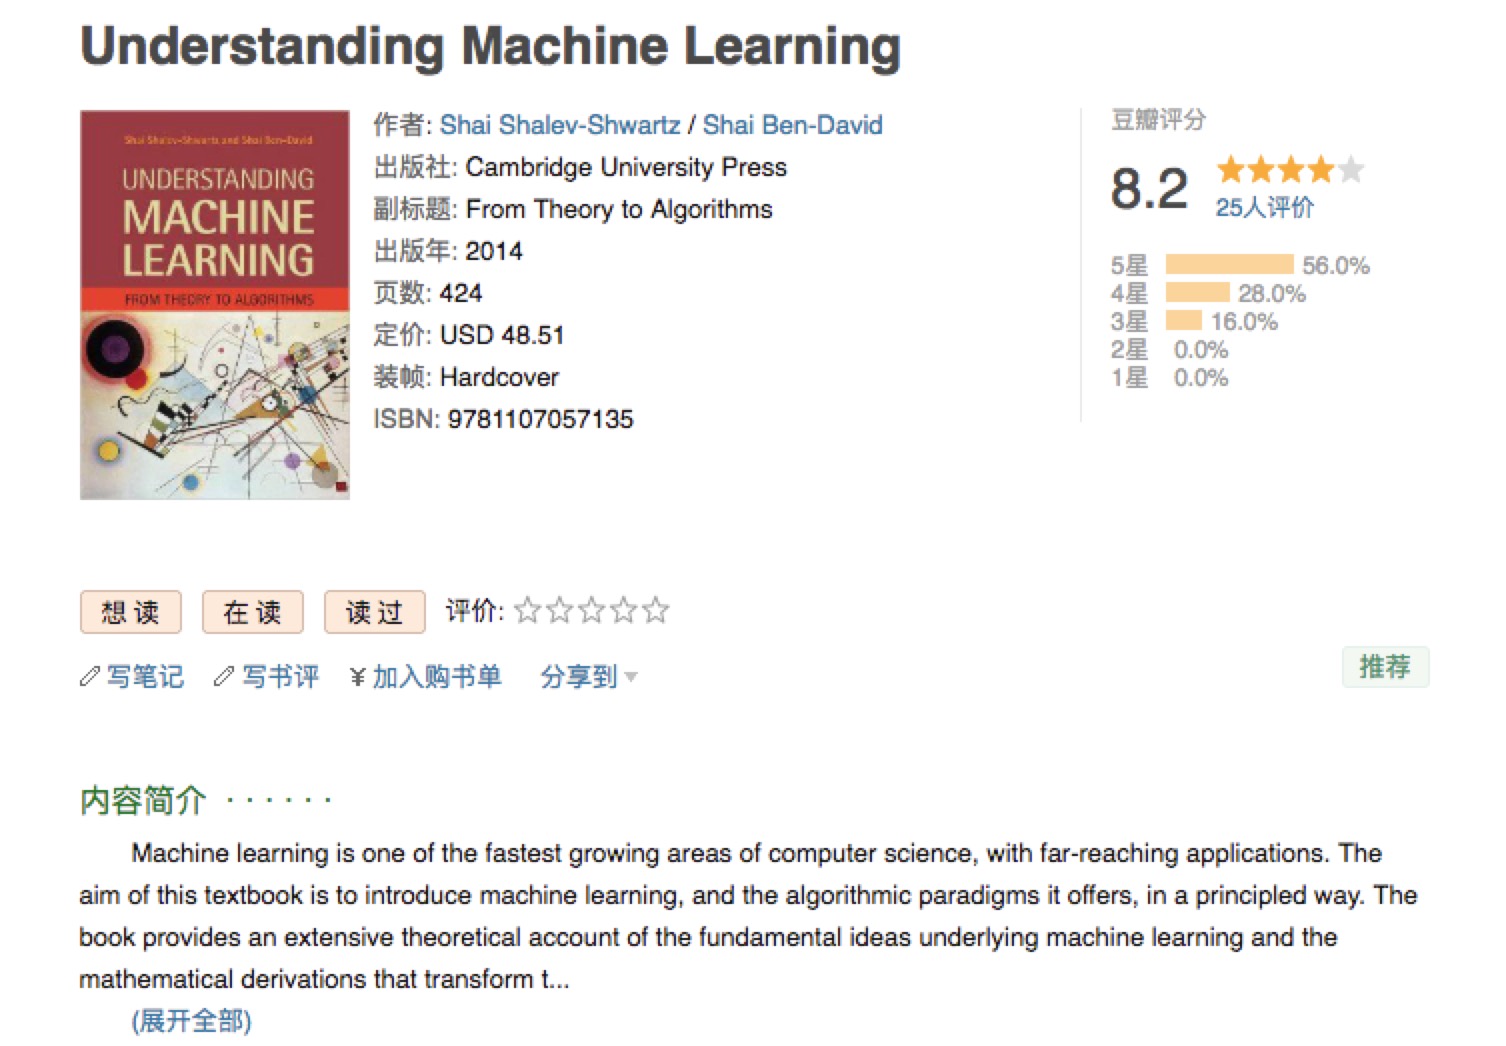 Understanding Machine Learning
Shai Shalev-Shwartz and Shai Ben-David
UNDERSTANDING
MACHINE
LEARNING
FROM THEORY TO ALGORITHMS
作者: Shai Shalev-Shwartz / Shai Ben-David
出版社: Cambridge University Press
副标题: From Theory to Algorithms
出版年: 2014
页数: 424
定价: USD 48.51
装帧: Hardcover
ISBN: 9781107057135
豆瓣评分
8.2
25人评价
5星 56.0%
4星 28.0%
3星 16.0%
2星 0.0%
1星 0.0%
想读 在读 读过 评价:
写笔记 写书评 ¥加入购书单 分享到
推荐
内容简介 · · · · · ·
Machine learning is one of the fastest growing areas of computer science, with far-reaching applications. The
aim of this textbook is to introduce machine learning, and the algorithmic paradigms it offers, in a principled way. The
book provides an extensive theoretical account of the fundamental ideas underlying machine learning and the
mathematical derivations that transform t...
(展开全部)